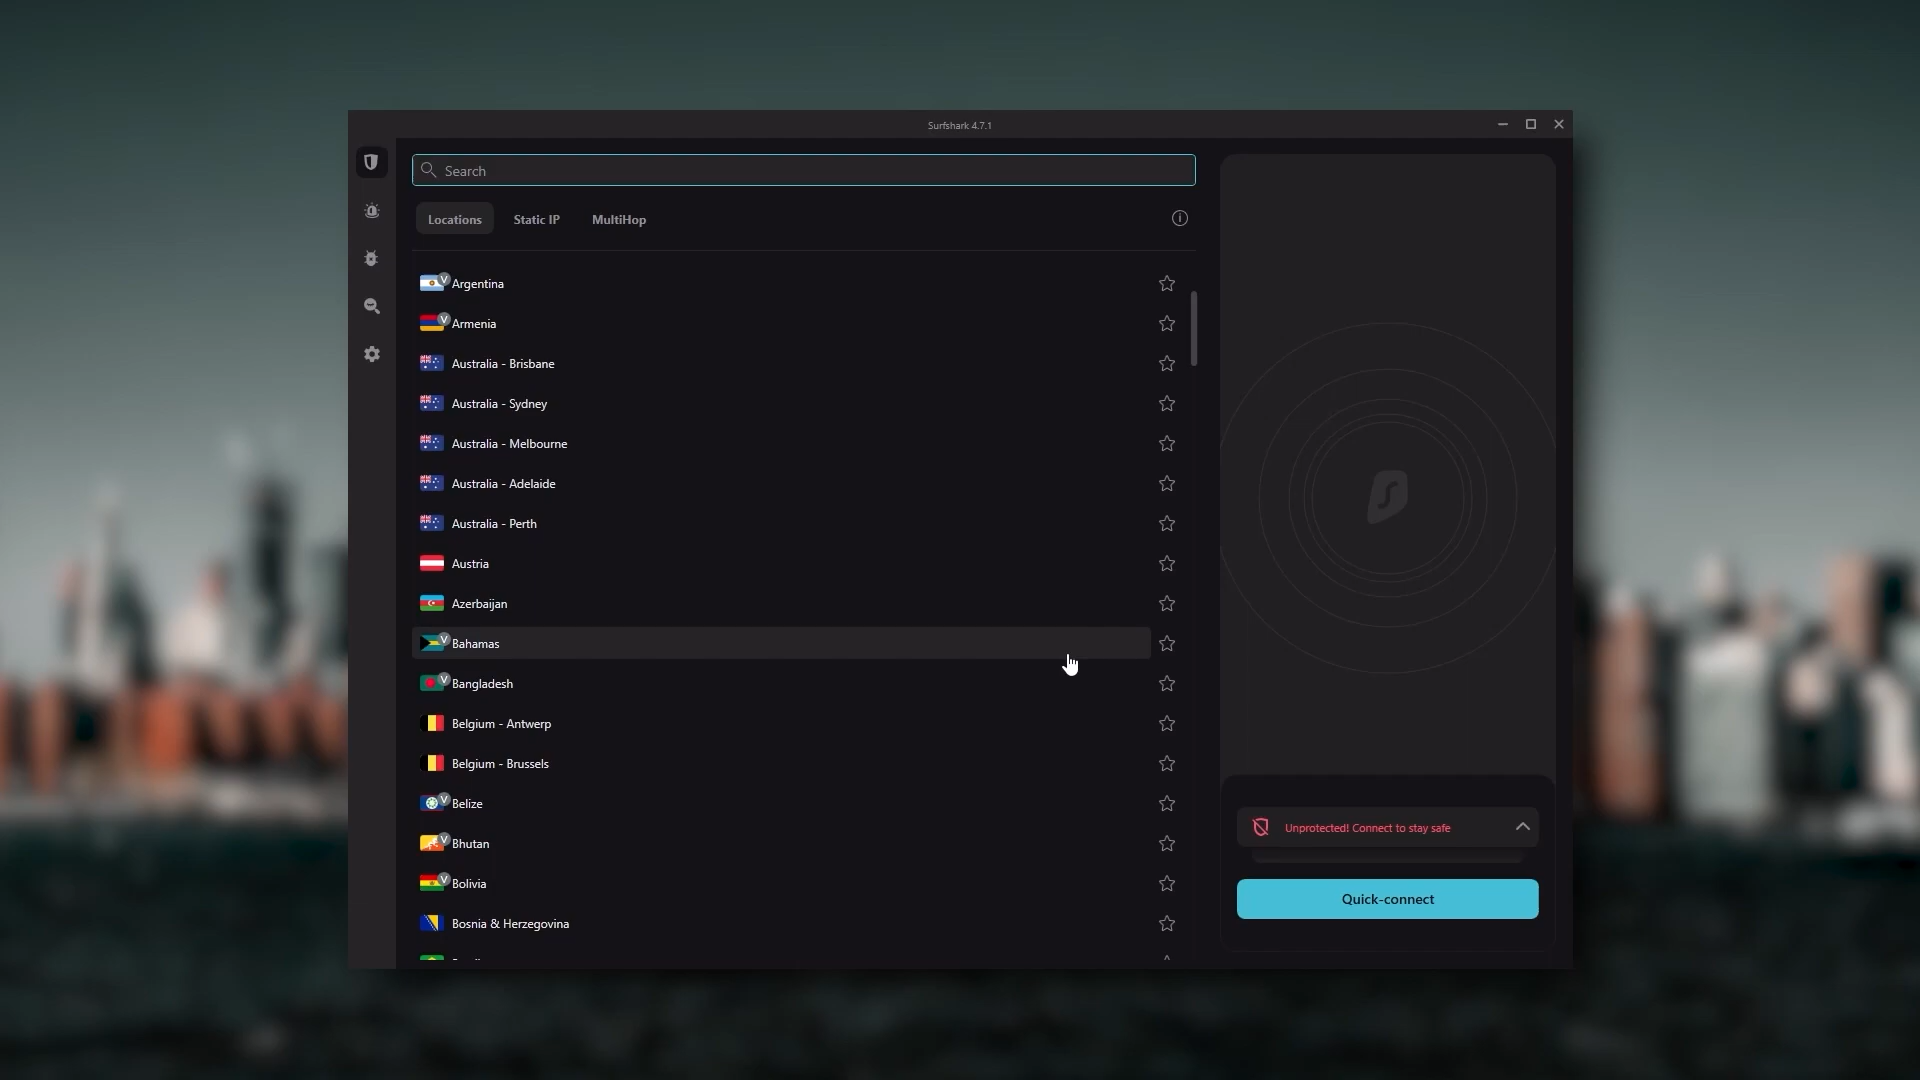 Surfshark 4.7.1
Search
Locations Static IP MultiHop
V Argentina
V Armenia
Australia - Brisbane
Australia - Sydney
Australia - Melbourne
Australia - Adelaide
Australia - Perth
Austria
Azerbaijan
V Bahamas
V Bangladesh
Belgium - Antwerp
Belgium - Brussels
V Belize
V Bhutan
V Bolivia
Bosnia & Herzegovina
Unprotected! Connect to stay safe
Quick-connect